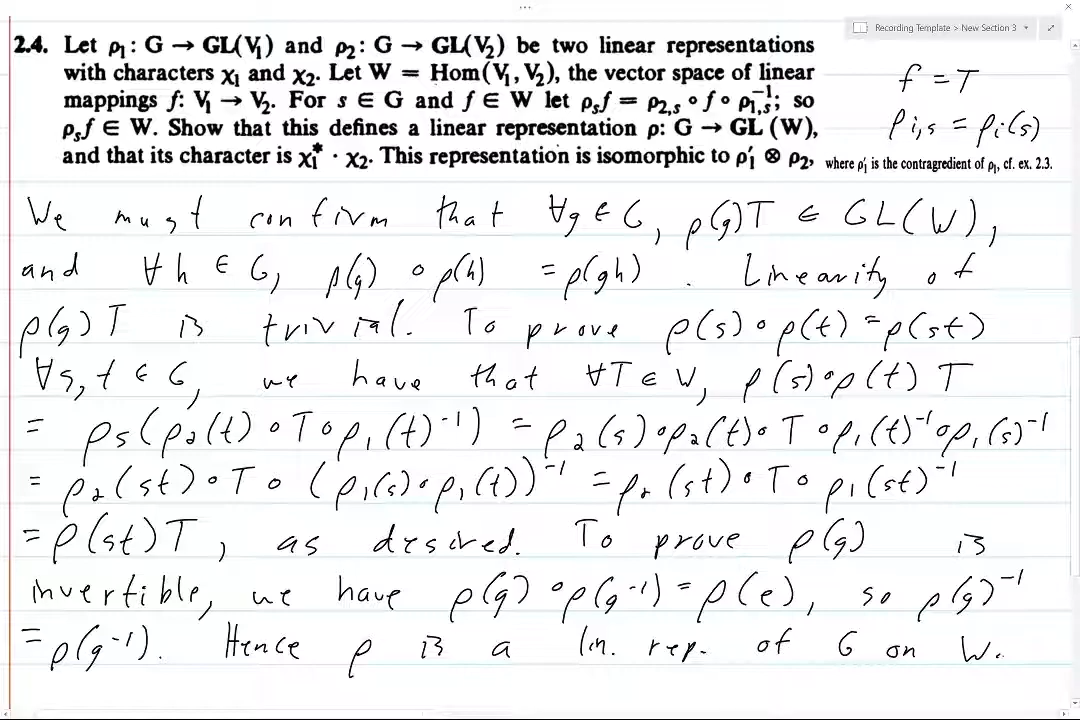 Recording Template > New Section 3
2.4. Let ρ₁: G → GL(V₁) and ρ₂: G → GL(V₂) be two linear representations
with characters χ₁ and χ₂. Let W = Hom(V₁, V₂), the vector space of linear
mappings f: V₁ → V₂. For s ∈ G and f ∈ W let ρₛf = ρ₂,ₛ ∘ f ∘ ρ₁,ₛ⁻¹; so
ρₛf ∈ W. Show that this defines a linear representation ρ: G → GL (W),
and that its character is χ₁* · χ₂. This representation is isomorphic to ρ₁′ ⊗ ρ₂, where ρ₁′ is the contragredient of ρ₁, cf. ex. 2.3.
f = T
ρᵢ,ₛ = ρᵢ(s)
We must confirm that ∀g ∈ G, ρ(g)T ∈ GL(W),
and ∀h ∈ G, ρ(g) ∘ ρ(h) = ρ(gh). Linearity of
ρ(g)T is trivial. To prove ρ(s)∘ρ(t) = ρ(st)
∀s,t ∈ G, we have that ∀T ∈ W, ρ(s)∘ρ(t) T
= ρₛ(ρ₂(t) ∘ T ∘ ρ₁(t)⁻¹) = ρ₂(s)∘ρ₂(t)∘ T ∘ρ₁(t)⁻¹∘ρ₁(s)⁻¹
= ρ₂(st)∘T∘ (ρ₁(s)∘ρ₁(t))⁻¹ = ρ₂(st)∘T∘ρ₁(st)⁻¹
= ρ(st)T, as desired. To prove ρ(g) is
invertible, we have ρ(g)∘ρ(g⁻¹) = ρ(e), so ρ(g)⁻¹
= ρ(g⁻¹). Hence ρ is a lin. rep. of G on W.